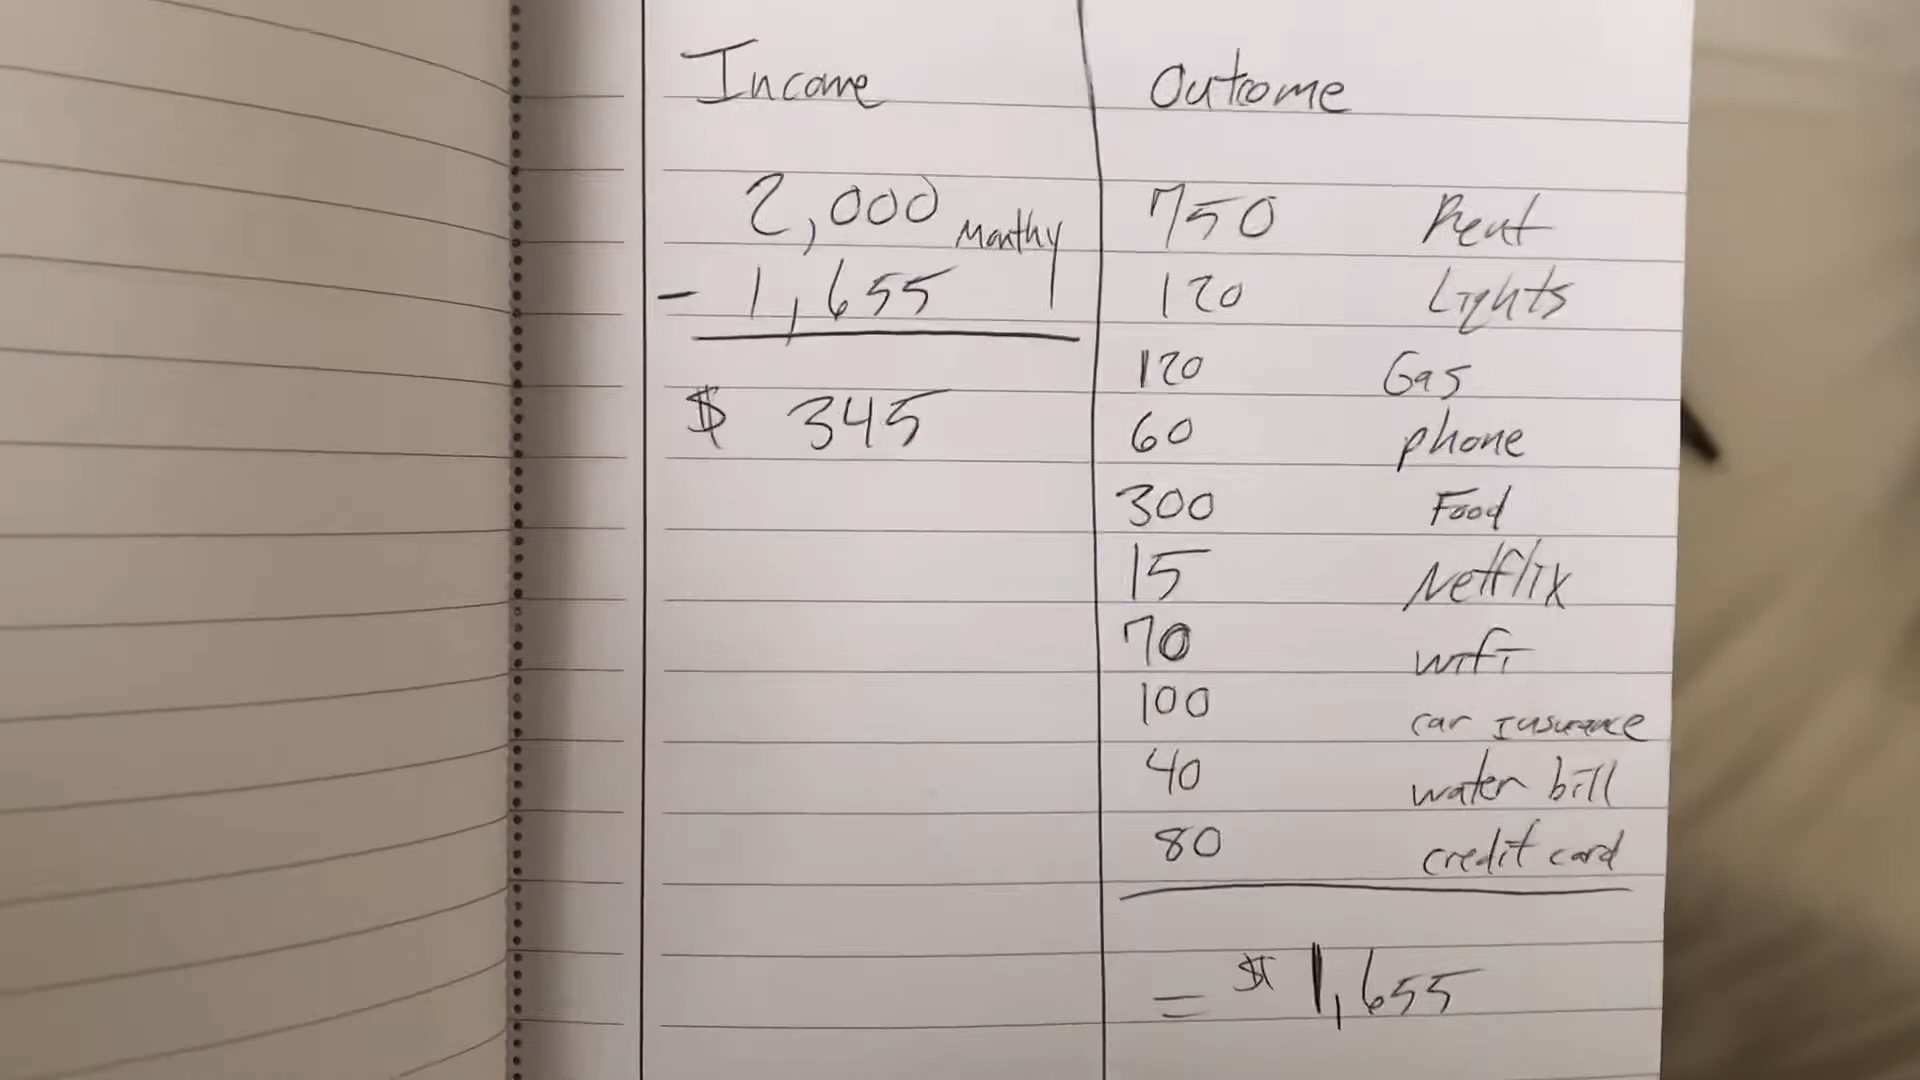 Income
2,000 Monthy
- 1,655
$ 345
Outcome
750 Rent
120 Lights
120 Gas
60 phone
300 Food
15 Netflix
70 wifi
100 car Insurance
40 water bill
80 credit card
= $ 1,655